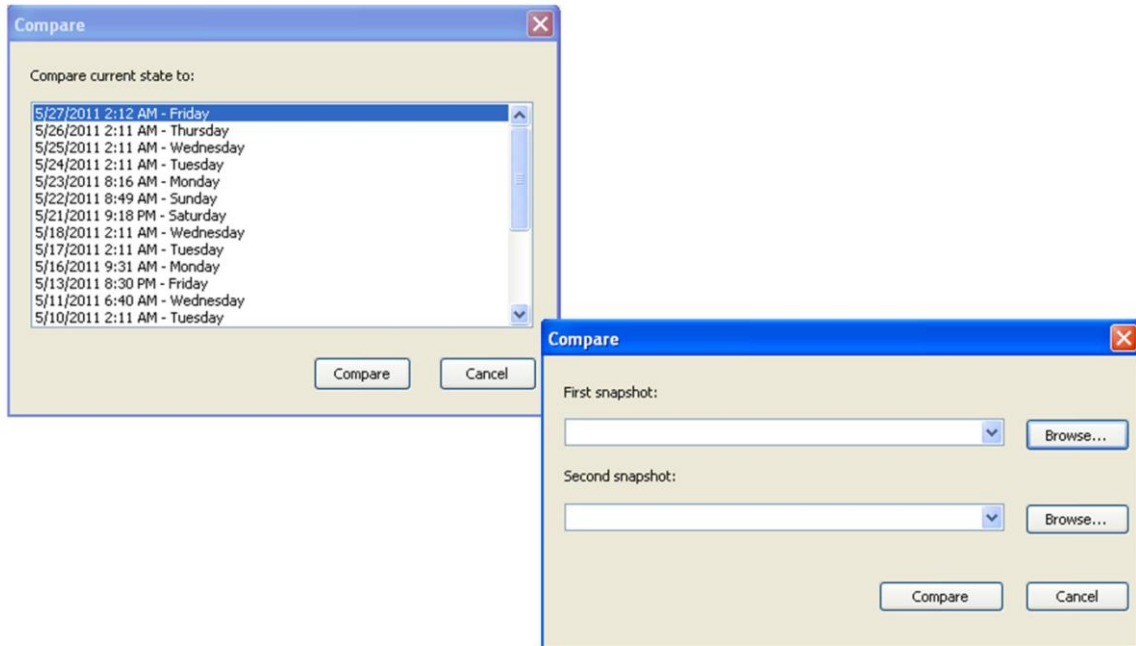 Compare
Compare current state to:
5/27/2011 2:12 AM - Friday
5/26/2011 2:11 AM - Thursday
5/25/2011 2:11 AM - Wednesday
5/24/2011 2:11 AM - Tuesday
5/23/2011 8:16 AM - Monday
5/22/2011 8:49 AM - Sunday
5/21/2011 9:18 PM - Saturday
5/18/2011 2:11 AM - Wednesday
5/17/2011 2:11 AM - Tuesday
5/16/2011 9:31 AM - Monday
5/13/2011 8:30 PM - Friday
5/11/2011 6:40 AM - Wednesday
5/10/2011 2:11 AM - Tuesday
Compare Cancel
Compare
First snapshot:
Browse...
Second snapshot:
Browse...
Compare Cancel